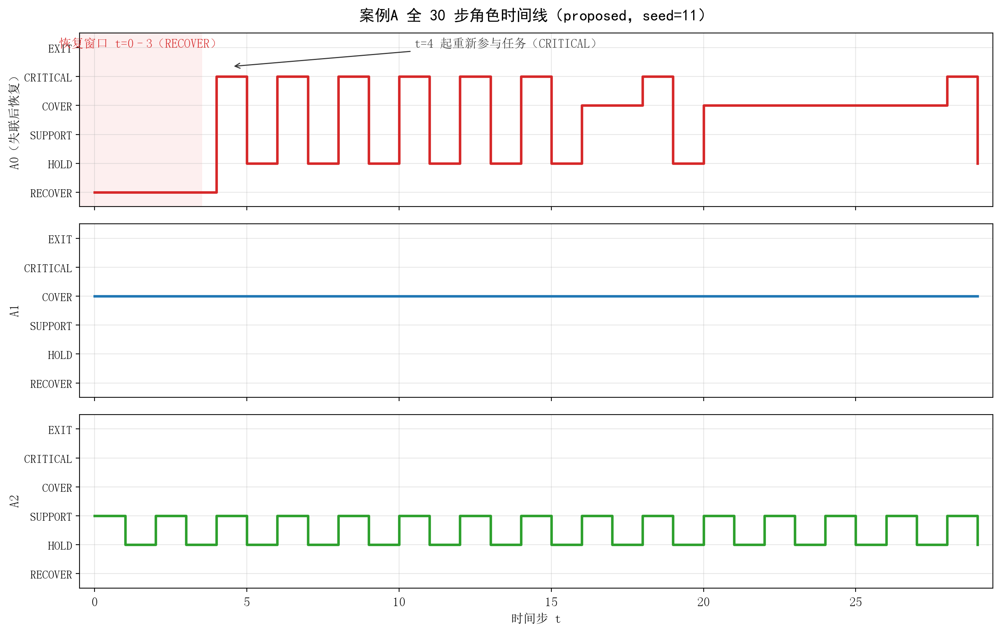 案例A 全 30 步角色时间线（proposed, seed=11）
恢复窗口 t=0–3（RECOVER）
t=4 起重新参与任务（CRITICAL）
A0（失联后恢复）
EXIT
CRITICAL
COVER
SUPPORT
HOLD
RECOVER
A1
EXIT
CRITICAL
COVER
SUPPORT
HOLD
RECOVER
A2
EXIT
CRITICAL
COVER
SUPPORT
HOLD
RECOVER
0 5 10 15 20 25
时间步 t